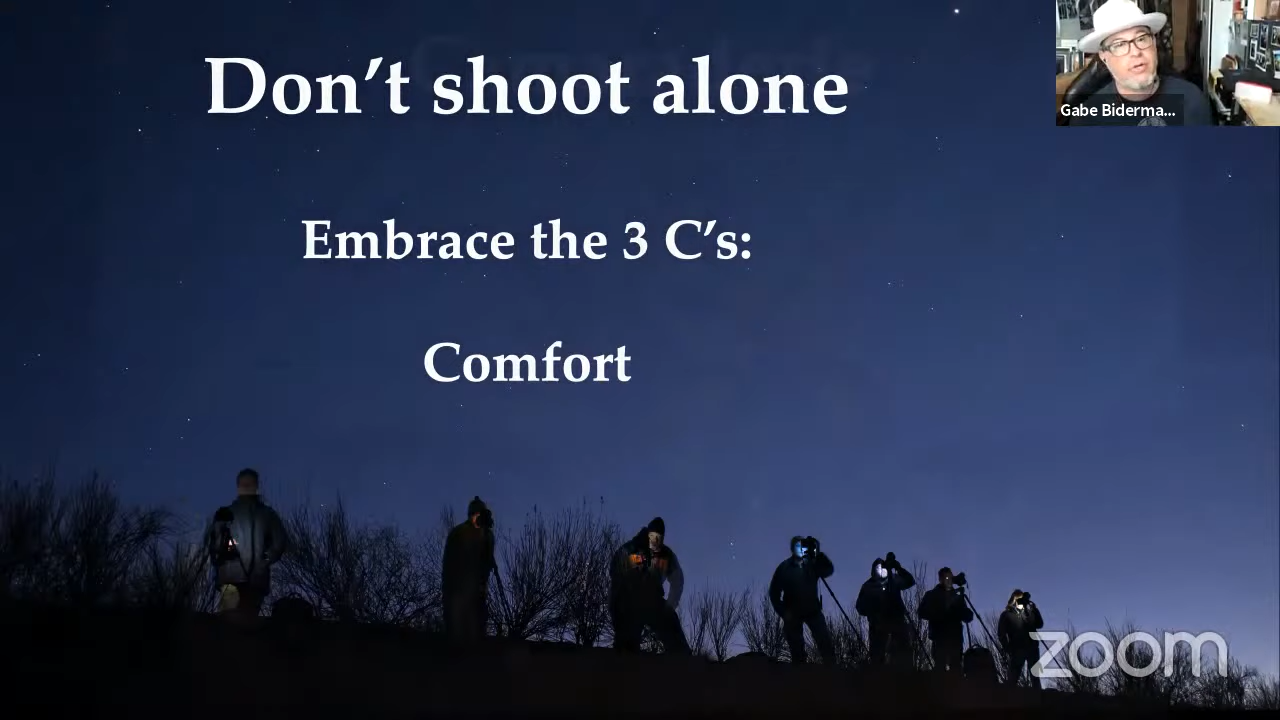 Don't shoot alone
Gabe Biderma...
Embrace the 3 C's:
Comfort
zoom